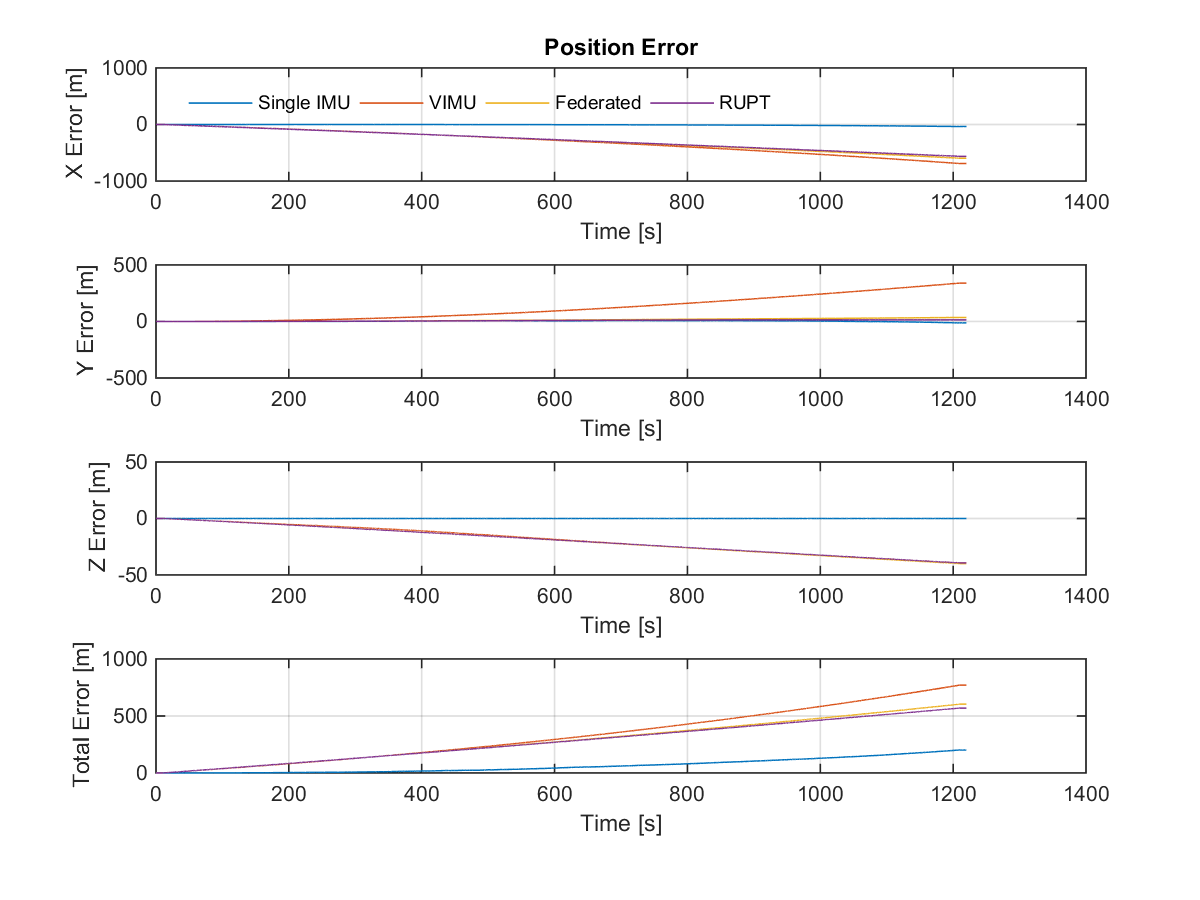 Position Error
1000
0
-1000
X Error [m]
Single IMU VIMU Federated RUPT
0 200 400 600 800 1000 1200 1400
Time [s]
500
0
-500
Y Error [m]
0 200 400 600 800 1000 1200 1400
Time [s]
50
0
-50
Z Error [m]
0 200 400 600 800 1000 1200 1400
Time [s]
1000
500
0
Total Error [m]
0 200 400 600 800 1000 1200 1400
Time [s]